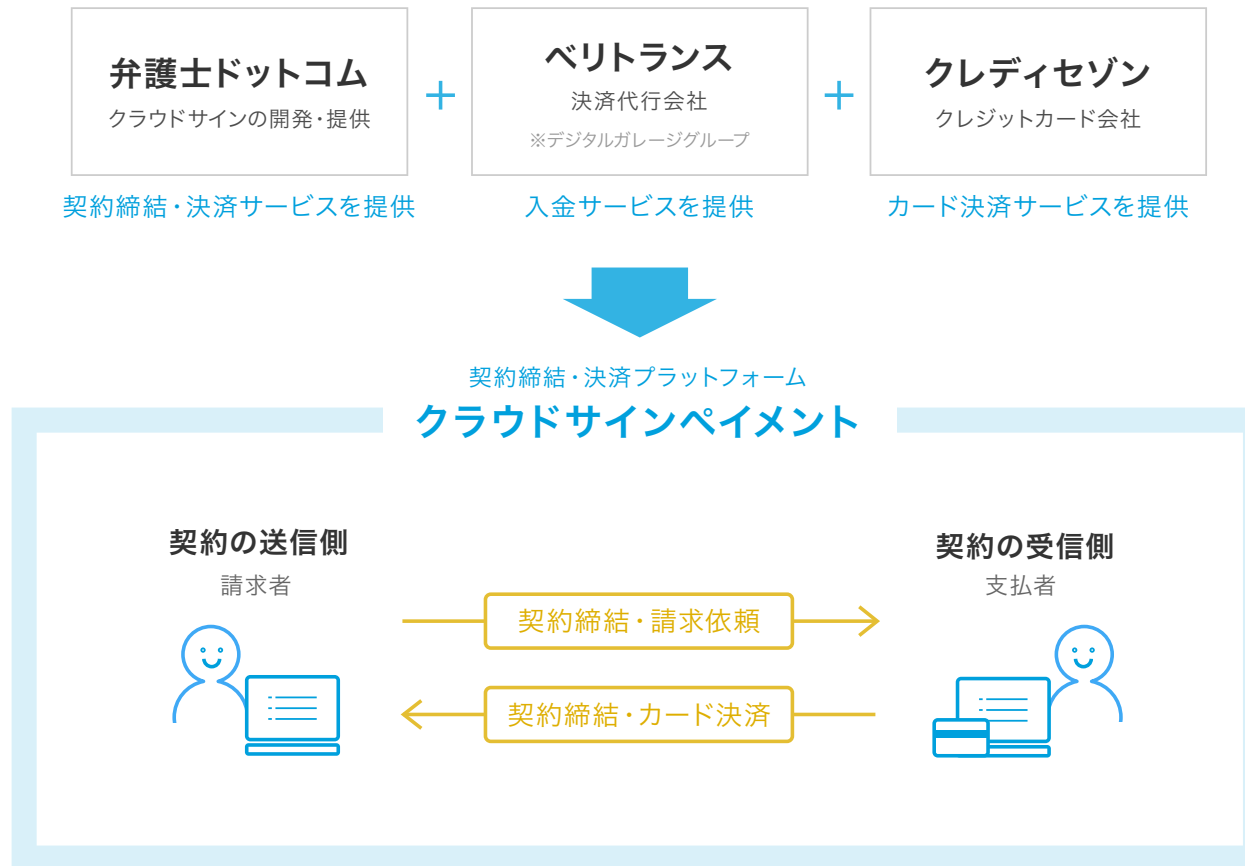 弁護士ドットコム
クラウドサインの開発・提供
契約締結・決済サービスを提供
+
ベリトランス
決済代行会社
※デジタルガレージグループ
入金サービスを提供
+
クレディセゾン
クレジットカード会社
カード決済サービスを提供
契約締結・決済プラットフォーム
クラウドサインペイメント
契約の送信側
請求者
契約の受信側
支払者
契約締結・請求依頼
契約締結・カード決済